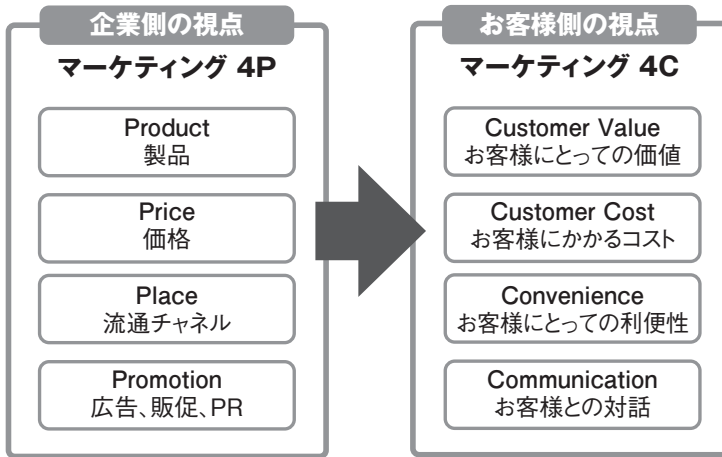 企業側の視点
マーケティング 4P
Product
製品
Price
価格
Place
流通チャネル
Promotion
広告、販促、PR
お客様側の視点
マーケティング 4C
Customer Value
お客様にとっての価値
Customer Cost
お客様にかかるコスト
Convenience
お客様にとっての利便性
Communication
お客様との対話